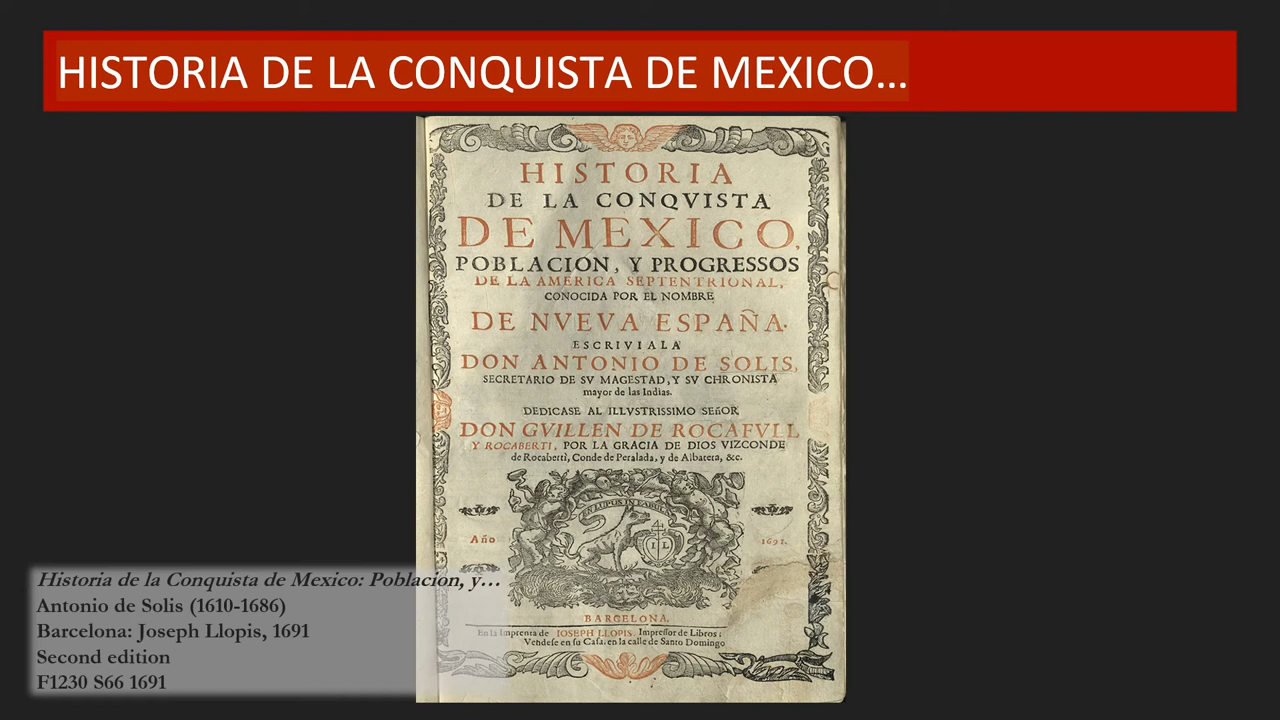 HISTORIA DE LA CONQUISTA DE MEXICO...
HISTORIA
DE LA CONQVISTA
DE MEXICO,
POBLACION, Y PROGRESSOS
DE LA AMERICA SEPTENTRIONAL,
CONOCIDA POR EL NOMBRE
DE NVEVA ESPAÑA.
ESCRIVIALA
DON ANTONIO DE SOLIS,
SECRETARIO DE SV MAGESTAD, Y SV CHRONISTA
mayor de las Indias.
DEDICASE AL ILLVSTRISSIMO SEñOR
DON GVILLEN DE ROCAFVLL
Y ROCABERTI, POR LA GRACIA DE DIOS VIZCONDE
de Rocaberti, Conde de Peralada, y de Albatera, &c.
EN LUPUS IN FABULA
I L
Año 1691.
BARCELONA.
En la Imprenta de IOSEPH LLOPIS Impressor de Libros;
Vendese en su Casa, en la calle de Santo Domingo
Historia de la Conquista de Mexico: Poblacion, y...
Antonio de Solis (1610-1686)
Barcelona: Joseph Llopis, 1691
Second edition
F1230 S66 1691